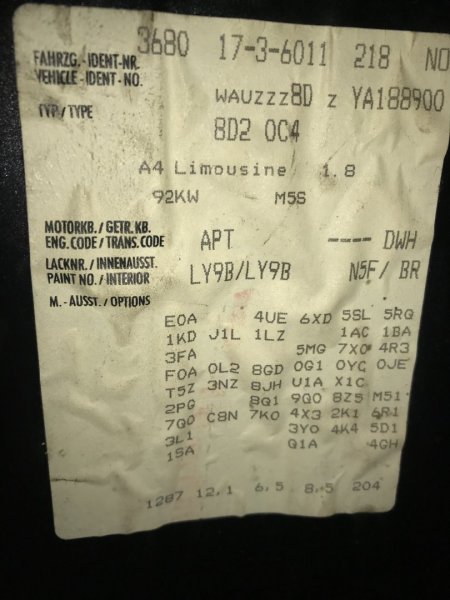 3680 17-3-6011 218 NO
FAHRZG.-IDENT-NR.
VEHICLE-IDENT-NO. WAUZZZ8D Z YA188900
TYP/TYPE 8D2 0C4
A4 Limousine 1.8
92KW M5S
MOTORKB./GETR.KB.
ENG.CODE/TRANS.CODE APT ---- DWH
LACKNR./INNENAUSST.
PAINT NO./INTERIOR LY9B/LY9B N5F/ BR
M.-AUSST./OPTIONS
E0A 4UE 6XD 5SL 5RQ
1KD J1L 1LZ 1AC 1BA
3FA 5MG 7X0 4R3
F0A 0L2 8GD 0G1 0YC 0JE
T5Z 3NZ 8JH U1A X1C
2PG 8Q1 9Q0 8Z5 M51
7Q0 C8N 7K0 4X3 2K1 6R1
3L1 3Y0 4K4 5D1
1SA Q1A 4GH
1287 12,1 6,5 8,5 204